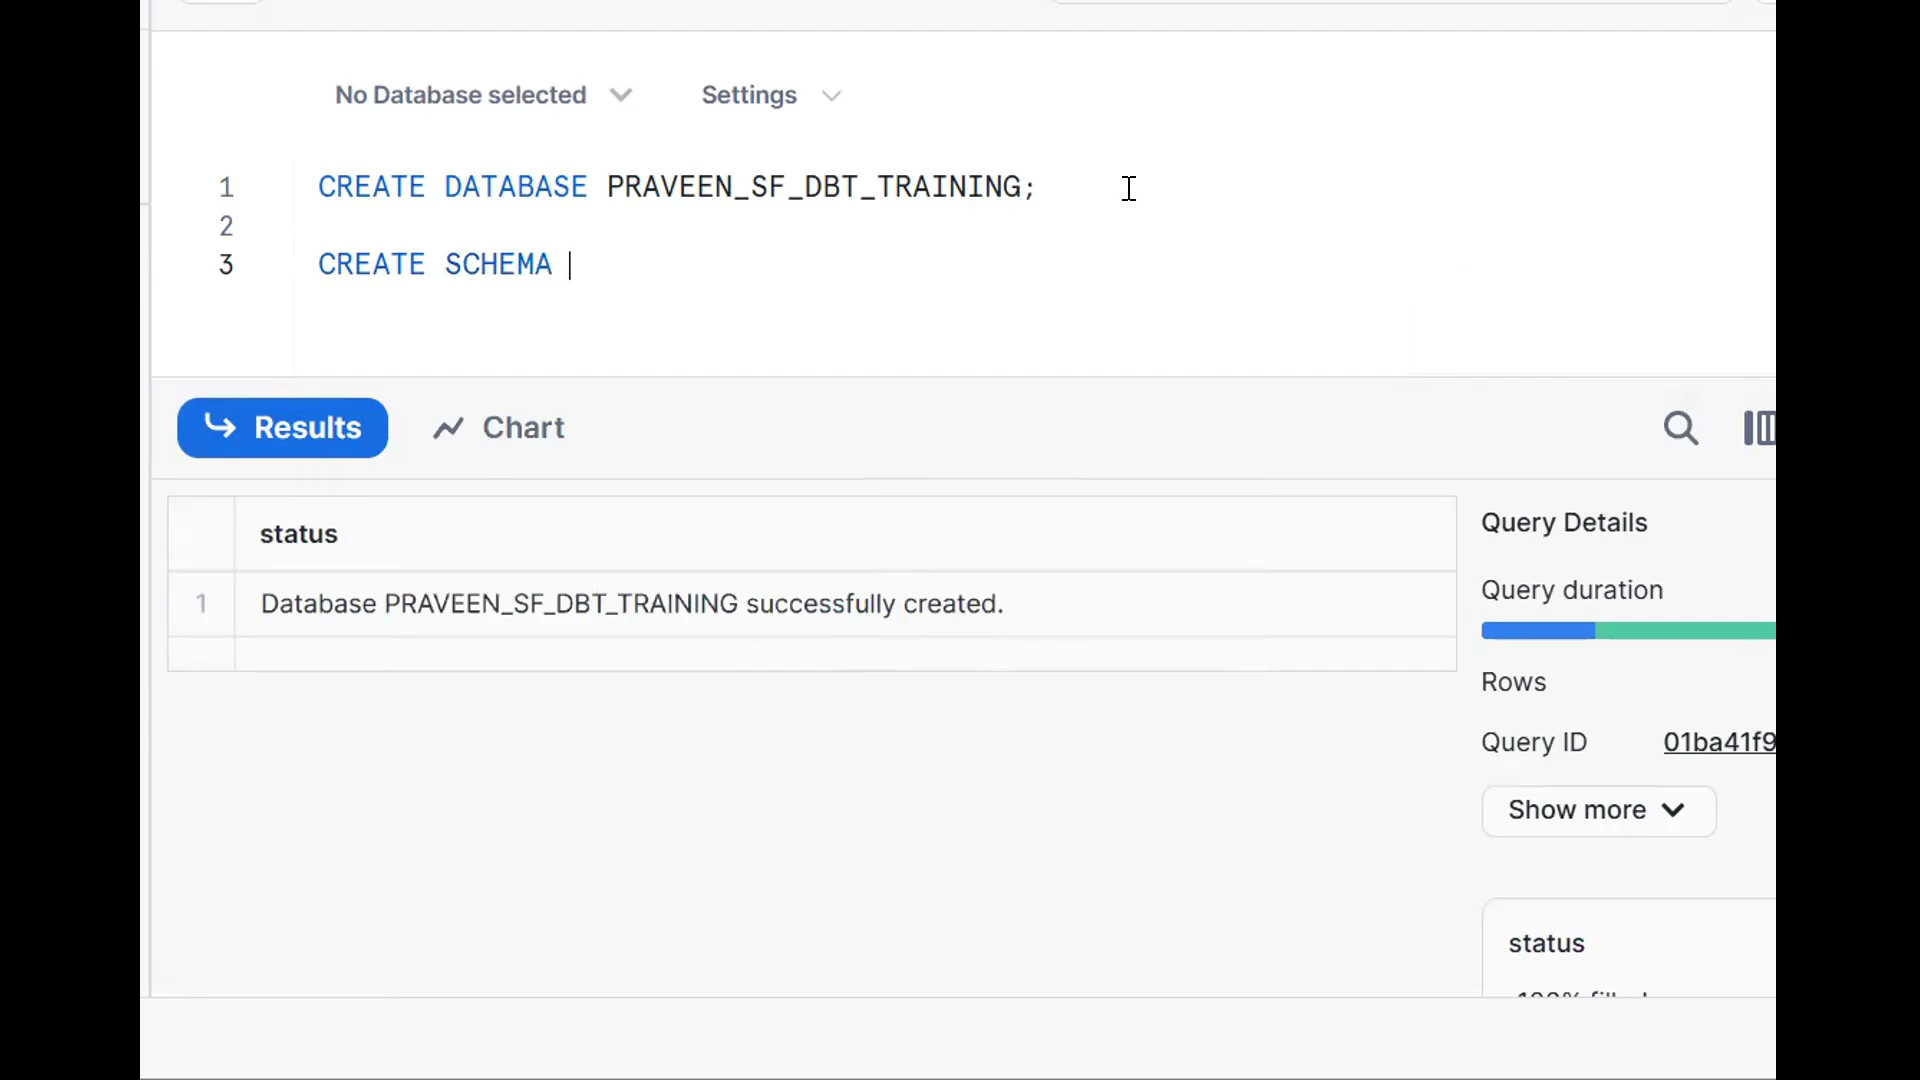 No Database selected Settings
1 CREATE DATABASE PRAVEEN_SF_DBT_TRAINING;
2
3 CREATE SCHEMA
Results Chart
status
1 Database PRAVEEN_SF_DBT_TRAINING successfully created.
Query Details
Query duration
Rows
Query ID 01ba41f9
Show more
status